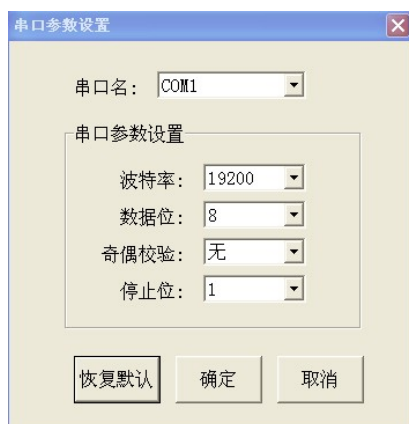 串口参数设置
串口名: COM1
串口参数设置
波特率: 19200
数据位: 8
奇偶校验: 无
停止位: 1
恢复默认 确定 取消